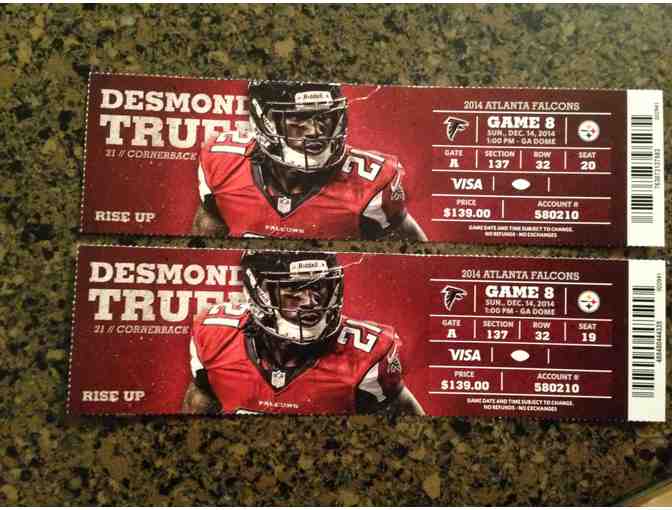 DESMOND
TRUF
21 // CORNERBACK
RISE UP
Riddell
21
FALCONS
2014 ATLANTA FALCONS
GAME 8
SUN., DEC. 14, 2014
1:00 PM - GA DOME
GATE SECTION ROW SEAT
A 137 32 20
VISA
PRICE ACCOUNT #
$139.00 580210
GAME DATE AND TIME SUBJECT TO CHANGE.
NO REFUNDS - NO EXCHANGES
DESMOND
TRUF
21 // CORNERBACK
RISE UP
Riddell
21
FALCONS
2014 ATLANTA FALCONS
GAME 8
SUN., DEC. 14, 2014
1:00 PM - GA DOME
GATE SECTION ROW SEAT
A 137 32 19
VISA
PRICE ACCOUNT #
$139.00 580210
GAME DATE AND TIME SUBJECT TO CHANGE.
NO REFUNDS - NO EXCHANGES